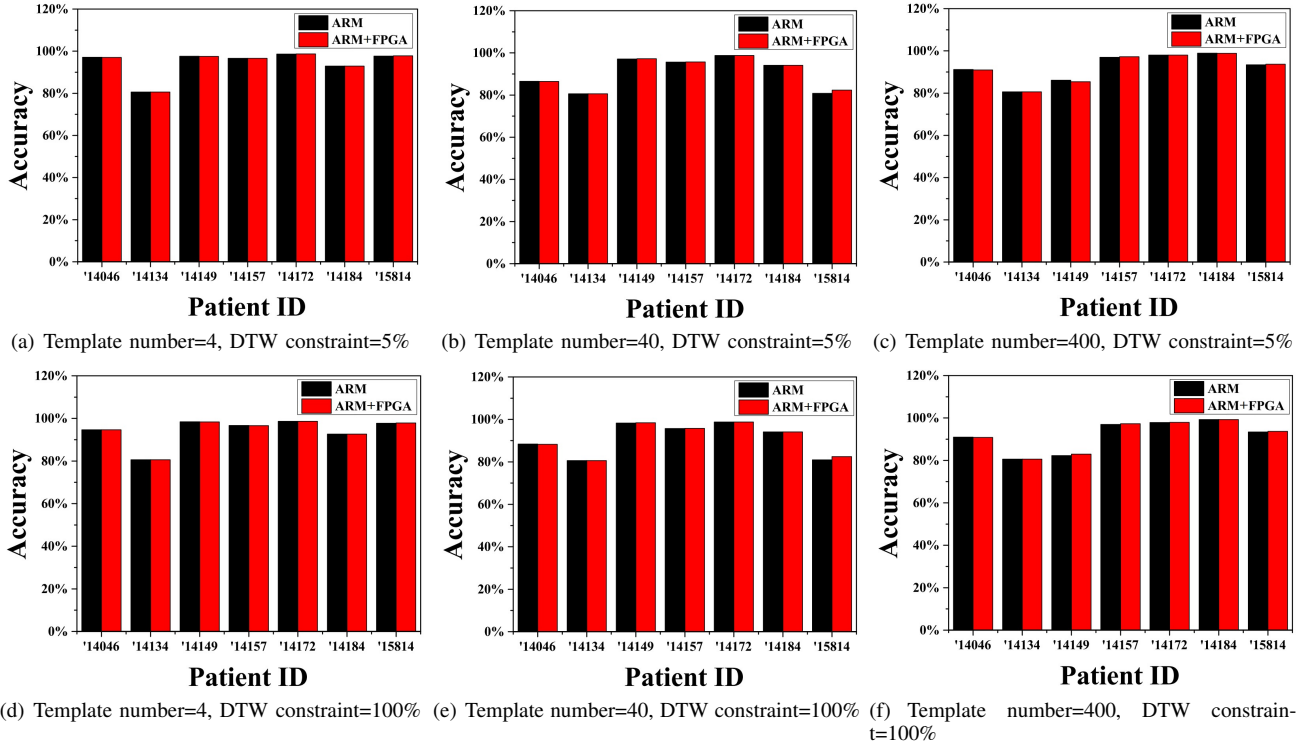 120%
100%
80%
60%
40%
20%
0%
Accuracy
ARM
ARM+FPGA
'14046 '14134 '14149 '14157 '14172 '14184 '15814
Patient ID
(a) Template number=4, DTW constraint=5%
120%
100%
80%
60%
40%
20%
0%
Accuracy
ARM
ARM+FPGA
'14046 '14134 '14149 '14157 '14172 '14184 '15814
Patient ID
(b) Template number=40, DTW constraint=5%
120%
100%
80%
60%
40%
20%
0%
Accuracy
ARM
ARM+FPGA
'14046 '14134 '14149 '14157 '14172 '14184 '15814
Patient ID
(c) Template number=400, DTW constraint=5%
120%
100%
80%
60%
40%
20%
0%
Accuracy
ARM
ARM+FPGA
'14046 '14134 '14149 '14157 '14172 '14184 '15814
Patient ID
(d) Template number=4, DTW constraint=100%
120%
100%
80%
60%
40%
20%
0%
Accuracy
ARM
ARM+FPGA
'14046 '14134 '14149 '14157 '14172 '14184 '15814
Patient ID
(e) Template number=40, DTW constraint=100%
120%
100%
80%
60%
40%
20%
0%
Accuracy
ARM
ARM+FPGA
'14046 '14134 '14149 '14157 '14172 '14184 '15814
Patient ID
(f) Template number=400, DTW constrain-
t=100%